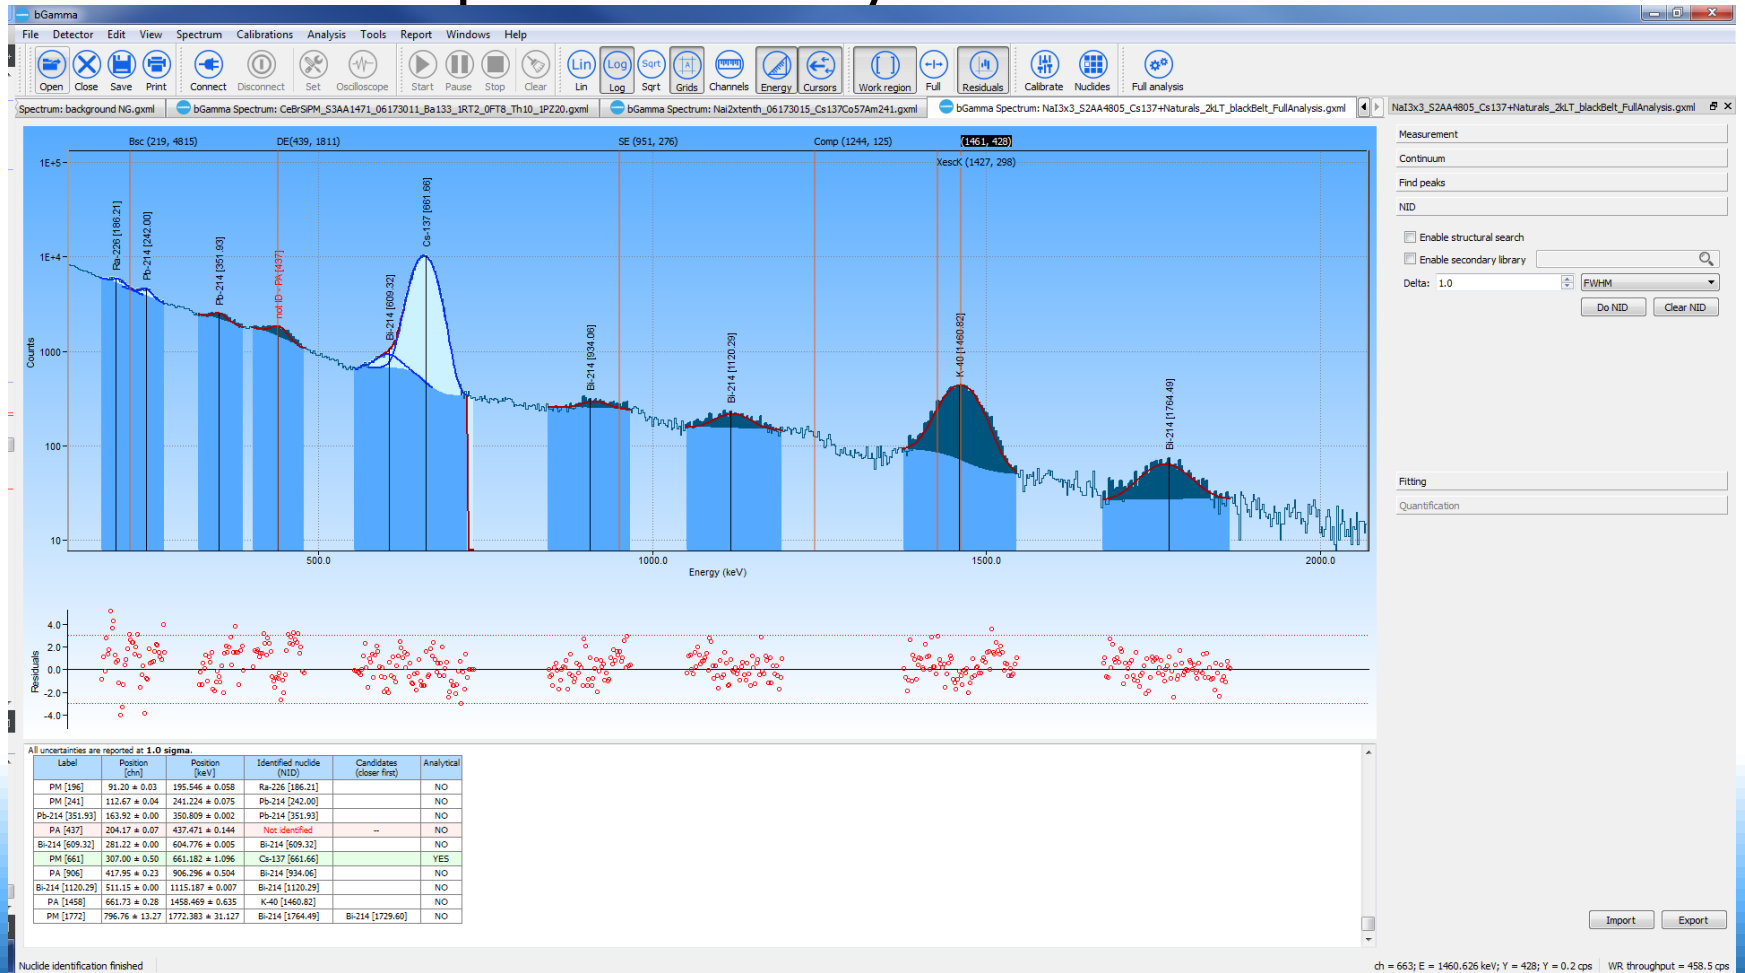 bGamma
File Detector Edit View Spectrum Calibrations Analysis Tools Report Windows Help
Open Close Save Print Connect Disconnect Set Oscilloscope Start Pause Stop Clear Lin Log Sqrt Grids Channels Energy Cursors Work region Full Residuals Calibrate Nuclides Full analysis
Lin Log Sqrt
Spectrum: background NG.gxml
bGamma Spectrum: CeBrSiPM_S3AA1471_06173011_Ba133_1RT2_0FT8_Th10_1PZ20.gxml
bGamma Spectrum: Nai2xtenth_06173015_Cs137Co57Am241.gxml
bGamma Spectrum: NaI3x3_S2AA4805_Cs137+Naturals_2kLT_blackBelt_FullAnalysis.gxml
NaI3x3_S2AA4805_Cs137+Naturals_2kLT_blackBelt_FullAnalysis.gxml
Measurement
Continuum
Find peaks
NID
Enable structural search
Enable secondary library
Delta: 1.0 FWHM
Do NID Clear NID
Fitting
Quantification
Import Export
Bsc (219, 4815) DE(439, 1811) SE (951, 276) Comp (1244, 125) (1461, 428)
XescK (1427, 298)
1E+5
1E+4
1000
100
10
Counts
Ra-226 [186.21]
Pb-214 [242.00]
Pb-214 [351.93]
not ID - PA [437]
Bi-214 [609.32]
Cs-137 [661.66]
Bi-214 [934.06]
Bi-214 [1120.29]
K-40 [1460.82]
Bi-214 [1764.49]
500.0 1000.0 1500.0 2000.0
Energy (keV)
4.0
2.0
0.0
-2.0
-4.0
Residuals
All uncertainties are reported at 1.0 sigma.
Label Position [chn] Position [keV] Identified nuclide (NID) Candidates (closer first) Analytical
PM [196] 91.20 ± 0.03 195.546 ± 0.058 Ra-226 [186.21] NO
PM [241] 112.67 ± 0.04 241.224 ± 0.075 Pb-214 [242.00] NO
Pb-214 [351.93] 163.92 ± 0.00 350.809 ± 0.002 Pb-214 [351.93] NO
PA [437] 204.17 ± 0.07 437.471 ± 0.144 Not identified -- NO
Bi-214 [609.32] 281.22 ± 0.00 604.776 ± 0.005 Bi-214 [609.32] NO
PM [661] 307.00 ± 0.50 661.182 ± 1.096 Cs-137 [661.66] YES
PA [906] 417.95 ± 0.23 906.296 ± 0.504 Bi-214 [934.06] NO
Bi-214 [1120.29] 511.15 ± 0.00 1115.187 ± 0.007 Bi-214 [1120.29] NO
PA [1458] 661.73 ± 0.28 1458.469 ± 0.635 K-40 [1460.82] NO
PM [1772] 796.76 ± 13.27 1772.383 ± 31.127 Bi-214 [1764.49] Bi-214 [1729.60] NO
Nuclide identification finished
ch = 663; E = 1460.626 keV; Y = 428; Y = 0.2 cps WR throughput = 458.5 cps